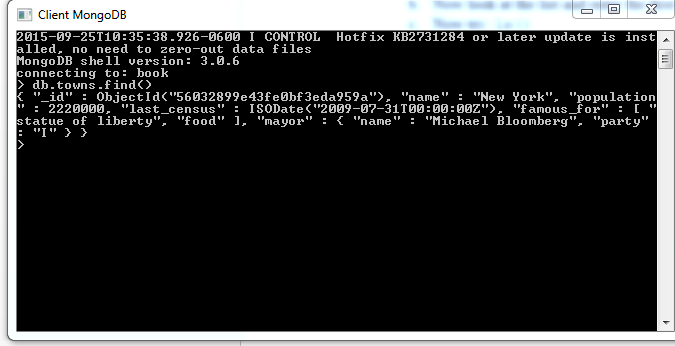 Client MongoDB
2015-09-25T10:35:38.926-0600 I CONTROL  Hotfix KB2731284 or later update is inst
alled, no need to zero-out data files
MongoDB shell version: 3.0.6
connecting to: book
> db.towns.find()
{ "_id" : ObjectId("56032899e43fe0bf3eda959a"), "name" : "New York", "population
" : 2220000, "last_census" : ISODate("2009-07-31T00:00:00Z"), "famous_for" : [ "
statue of liberty", "food" ], "mayor" : { "name" : "Michael Bloomberg", "party"
: "I" } }
>